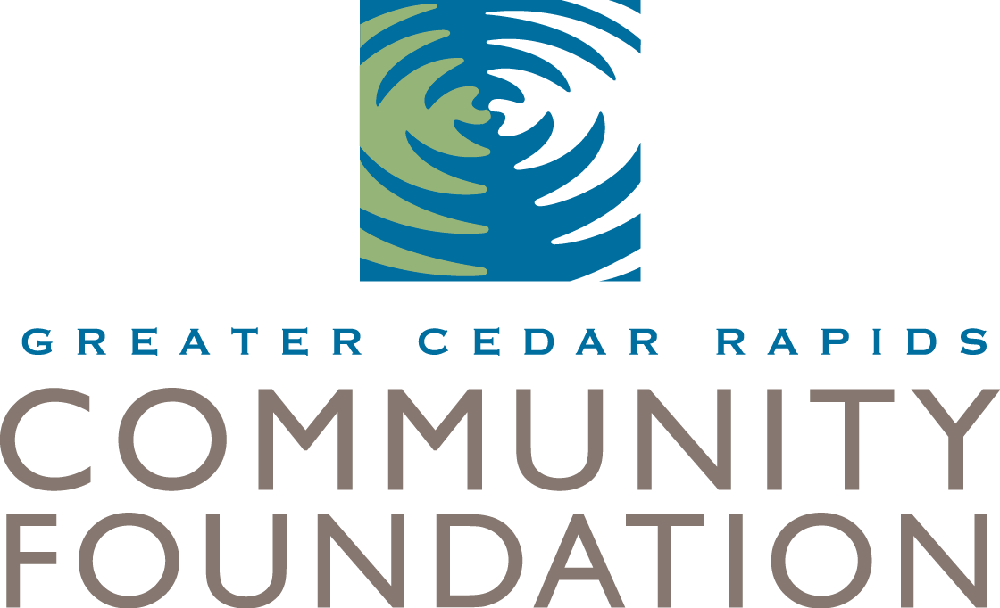 GREATER CEDAR RAPIDS
COMMUNITY
FOUNDATION